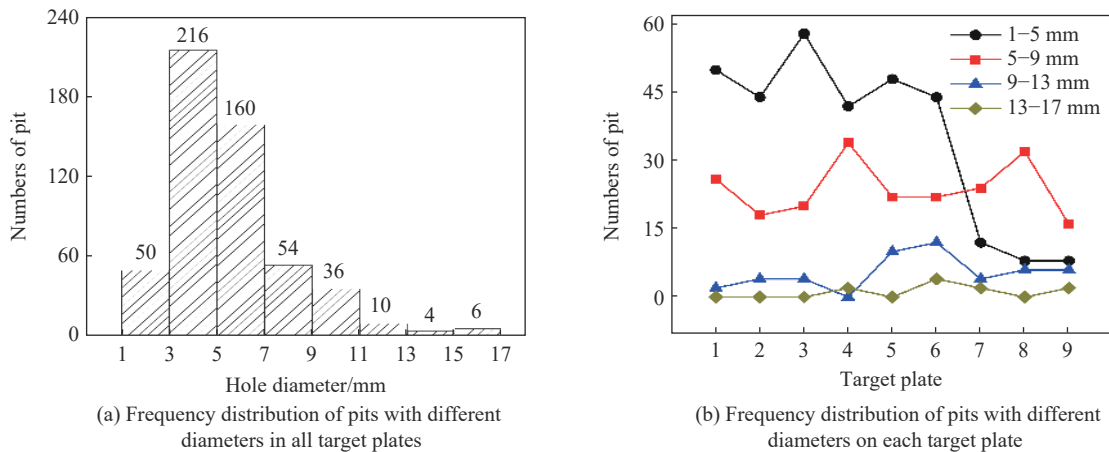 240
180
120
60
0
Numbers of pit
50
216
160
54
36
10
4
6
1 3 5 7 9 11 13 15 17
Hole diameter/mm
(a) Frequency distribution of pits with different
diameters in all target plates
60
45
30
15
0
Numbers of pit
1−5 mm
5−9 mm
9−13 mm
13−17 mm
1 2 3 4 5 6 7 8 9
Target plate
(b) Frequency distribution of pits with different
diameters on each target plate